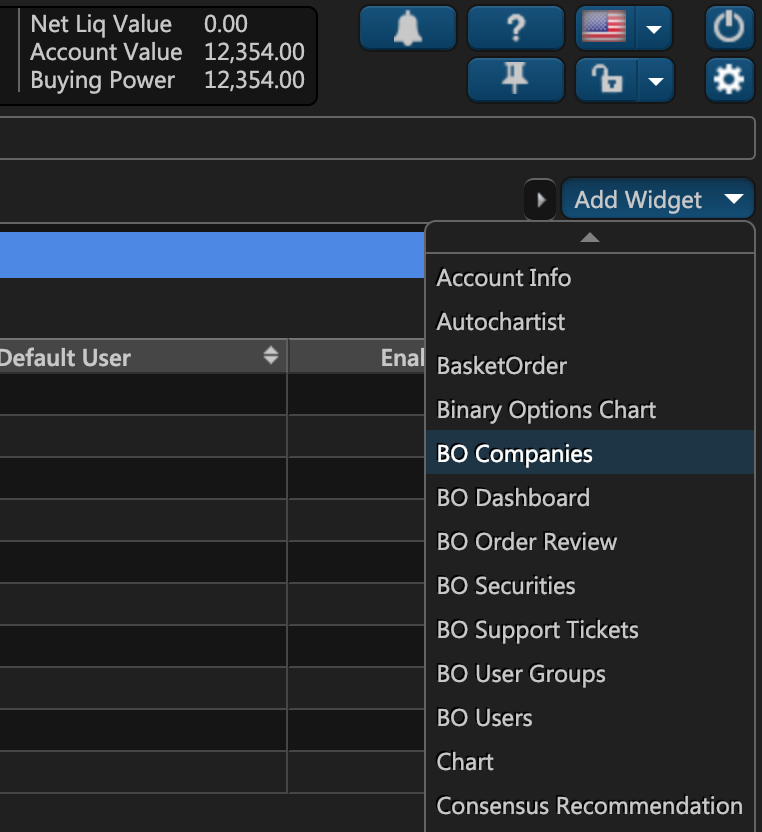 Net Liq Value 0.00
Account Value 12,354.00
Buying Power 12,354.00
?
Add Widget
Account Info
Autochartist
BasketOrder
Binary Options Chart
BO Companies
BO Dashboard
BO Order Review
BO Securities
BO Support Tickets
BO User Groups
BO Users
Chart
Consensus Recommendation
Default User
Enal